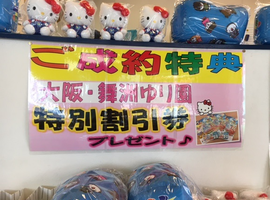 ご成約特典
大阪・舞洲ゆり園
特別割引券
プレゼント♪